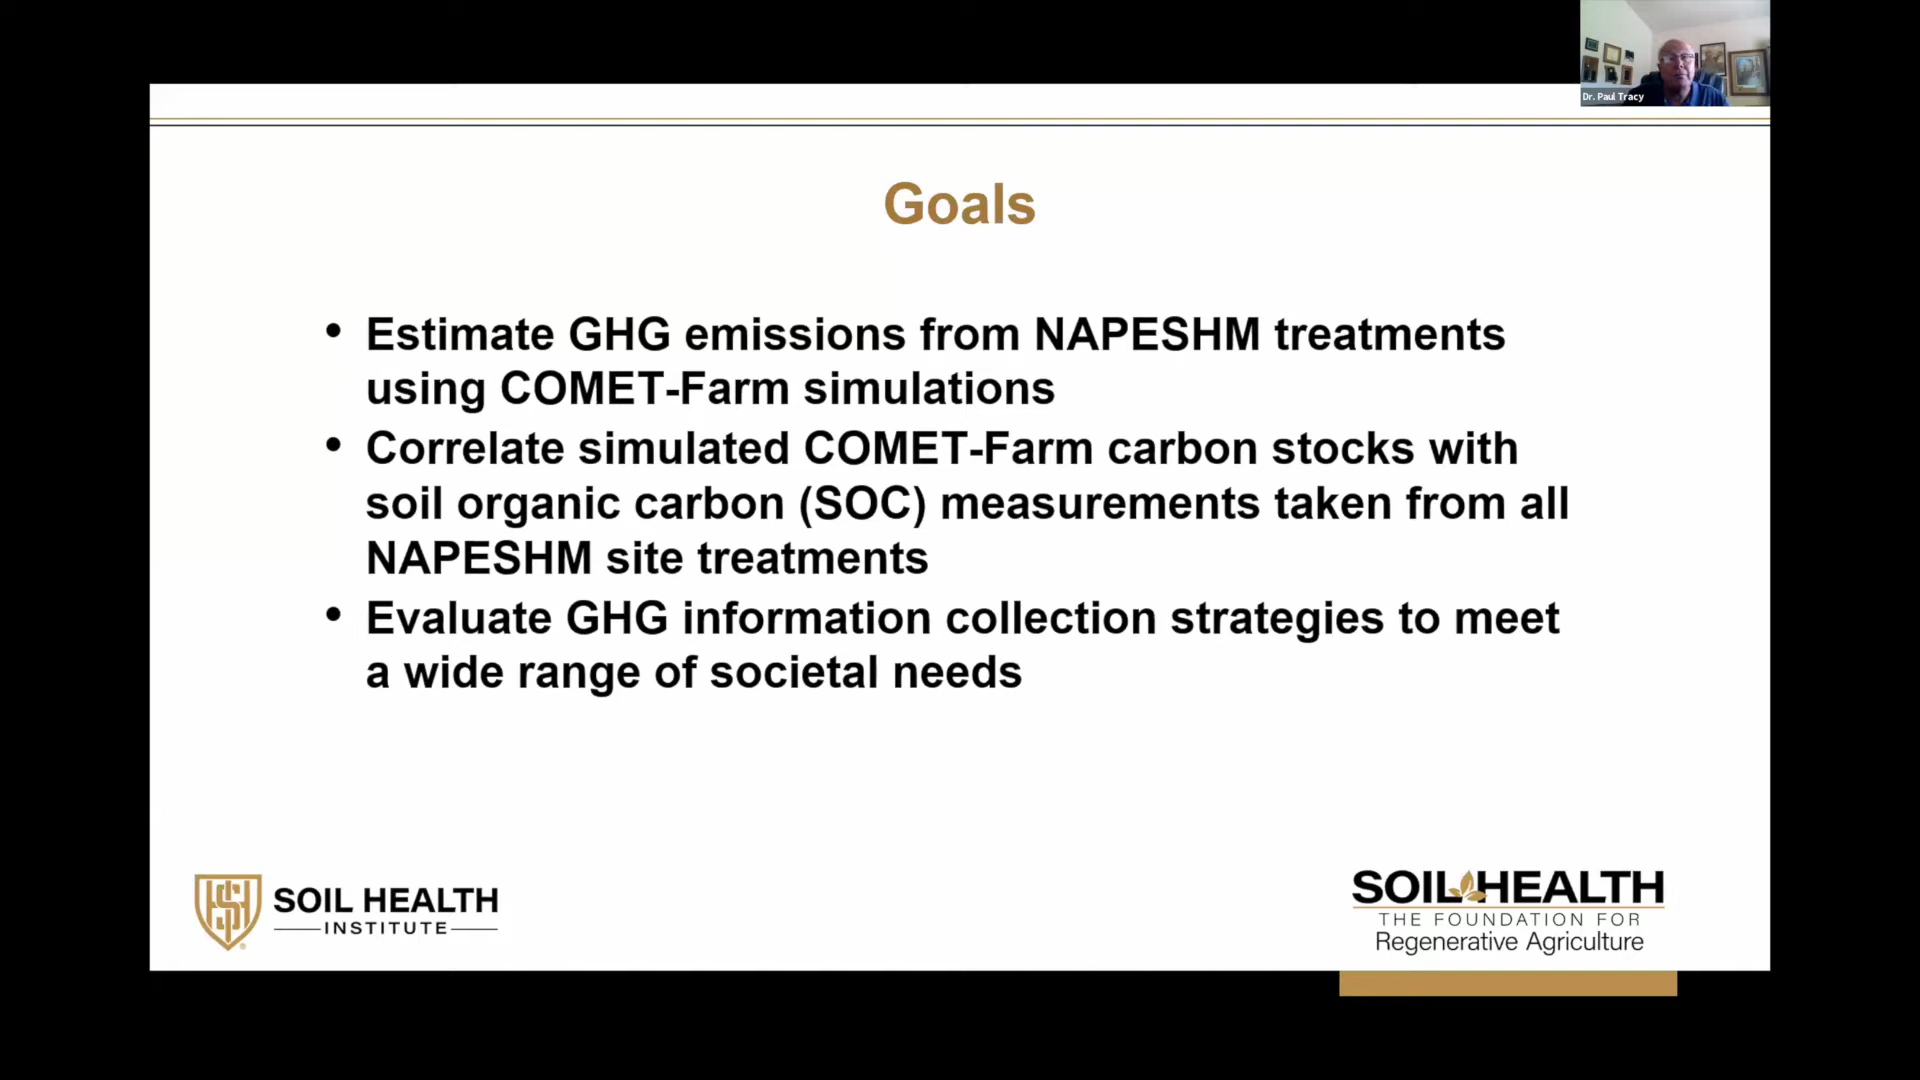 Dr. Paul Tracy
Goals
• Estimate GHG emissions from NAPESHM treatments
using COMET-Farm simulations
• Correlate simulated COMET-Farm carbon stocks with
soil organic carbon (SOC) measurements taken from all
NAPESHM site treatments
• Evaluate GHG information collection strategies to meet
a wide range of societal needs
SOIL HEALTH
INSTITUTE
SOIL HEALTH
THE FOUNDATION FOR
Regenerative Agriculture